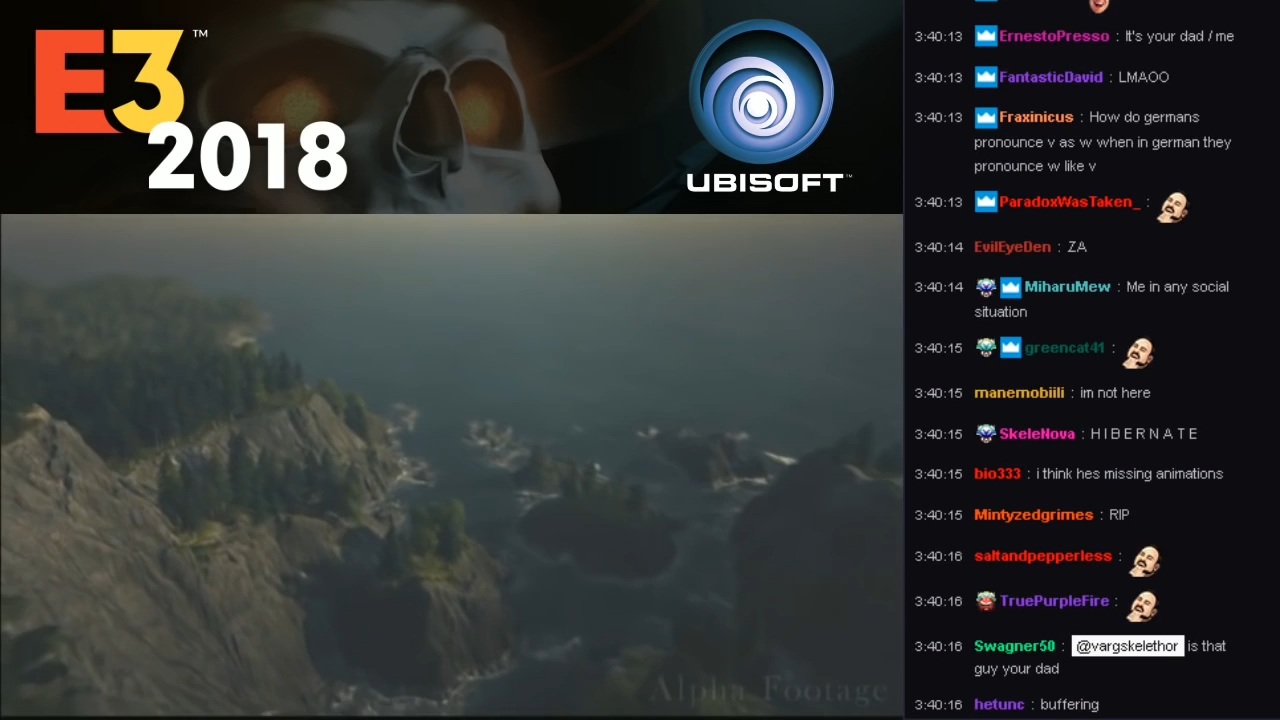 E3™
2018
UBISOFT™
Alpha Footage
3:40:13 ErnestoPresso : It's your dad / me
3:40:13 FantasticDavid : LMAOO
3:40:13 Fraxinicus : How do germans
pronounce v as w when in german they
pronounce w like v
3:40:13 ParadoxWasTaken_ :
3:40:14 EvilEyeDen : ZA
3:40:14 MiharuMew : Me in any social
situation
3:40:15 greencat41 :
3:40:15 manemobiili : im not here
3:40:15 SkeleNova : H I B E R N A T E
3:40:15 bio333 : i think hes missing animations
3:40:15 Mintyzedgrimes : RIP
3:40:16 saltandpepperless :
3:40:16 TruePurpleFire :
3:40:16 Swagner50 : @vargskelethor is that
guy your dad
3:40:16 hetunc : buffering